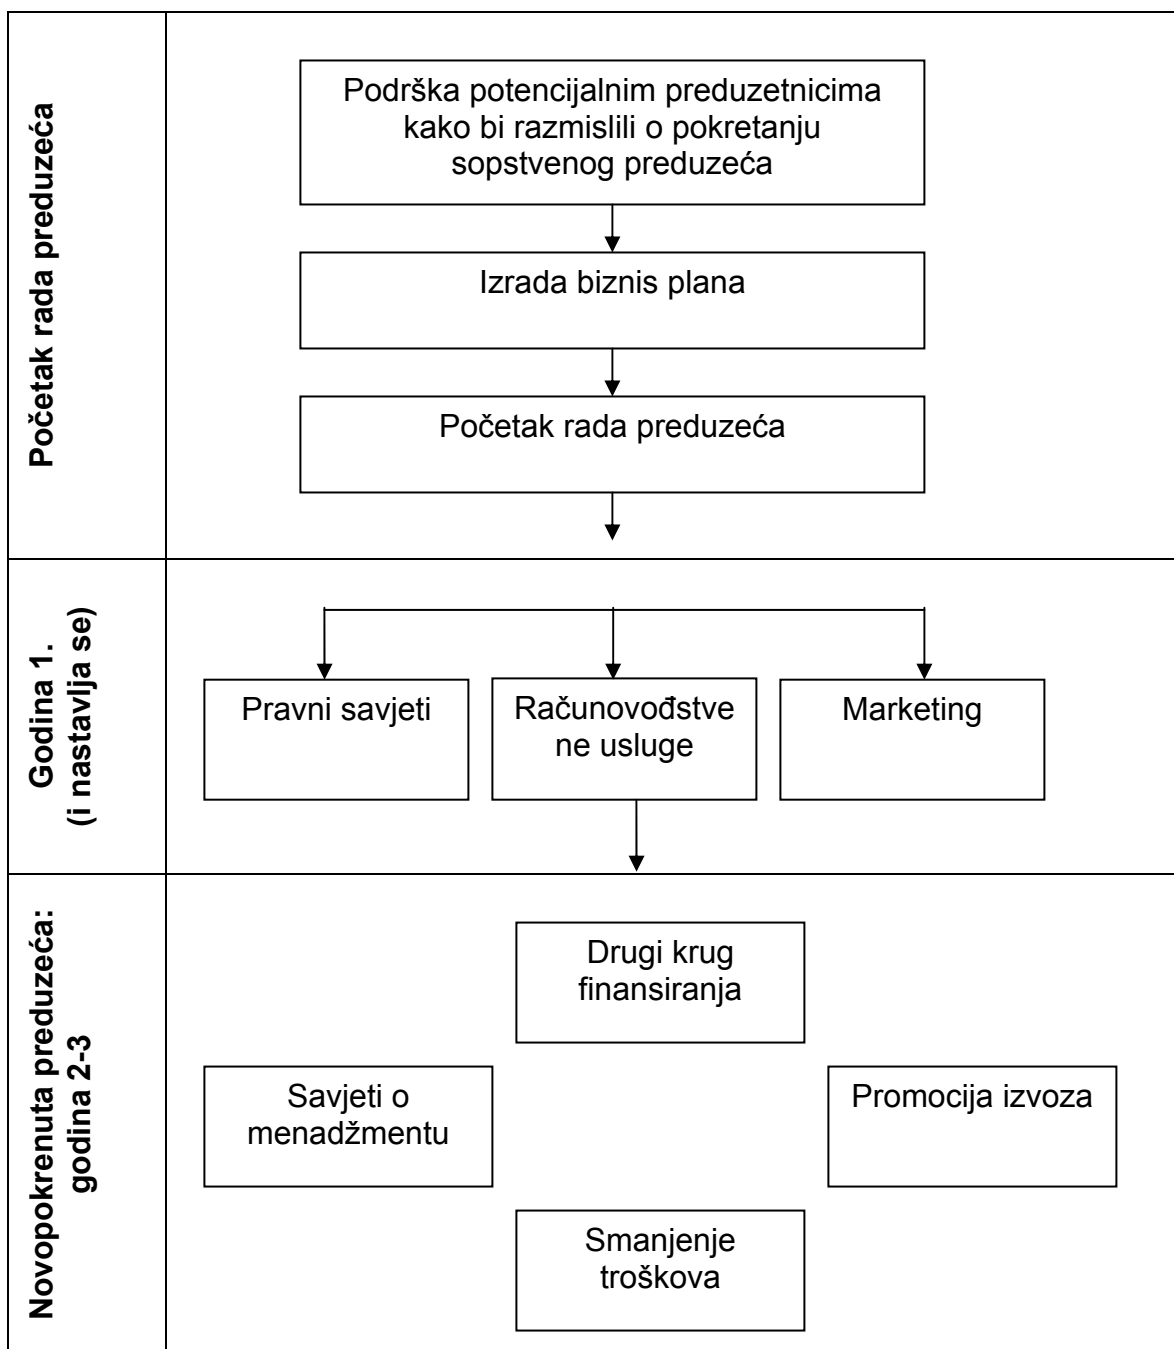 Početak rada preduzeća
Podrška potencijalnim preduzetnicima
kako bi razmislili o pokretanju
sopstvenog preduzeća
Izrada biznis plana
Početak rada preduzeća
Godina 1.
(i nastavlja se)
Pravni savjeti
Računovođstve
ne usluge
Marketing
Novopokrenuta preduzeća:
godina 2-3
Drugi krug
finansiranja
Savjeti o
menadžmentu
Promocija izvoza
Smanjenje
troškova